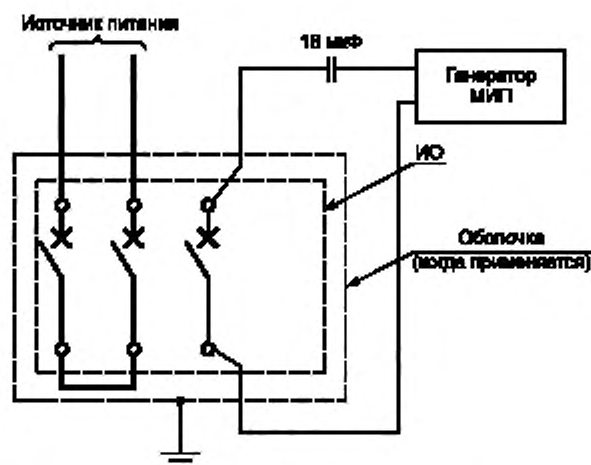 Источник питания
18 мкФ
Генератор
МИП
ИО
Оболочка
(когда применяется)